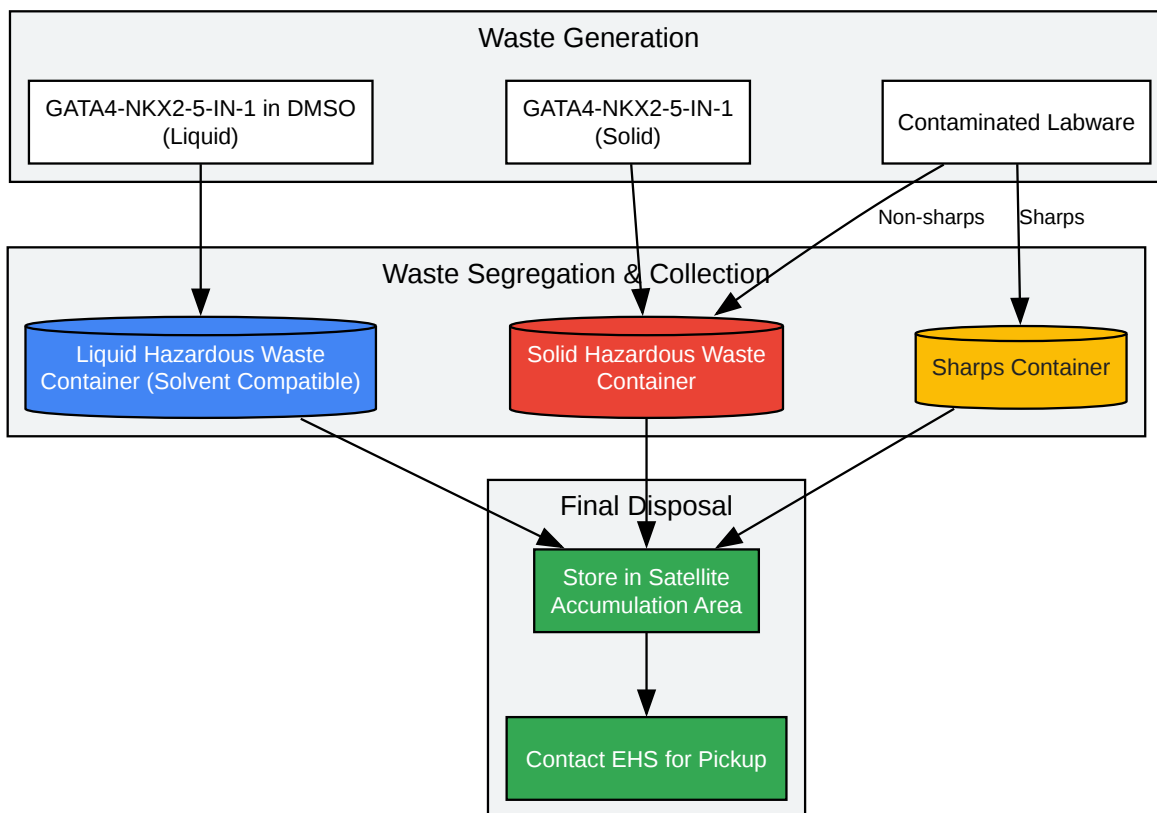 Waste Generation
GATA4-NKX2-5-IN-1 in DMSO
(Liquid)
GATA4-NKX2-5-IN-1
(Solid)
Contaminated Labware
Non-sharps
Sharps
Waste Segregation & Collection
Liquid Hazardous Waste
Container (Solvent Compatible)
Solid Hazardous Waste
Container
Sharps Container
Final Disposal
Store in Satellite
Accumulation Area
Contact EHS for Pickup